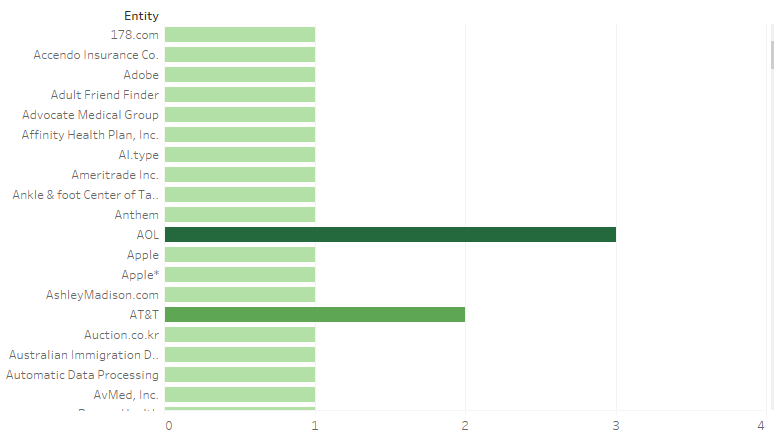 Entity
178.com
Accendo Insurance Co.
Adobe
Adult Friend Finder
Advocate Medical Group
Affinity Health Plan, Inc.
AI.type
Ameritrade Inc.
Ankle & foot Center of Ta..
Anthem
AOL
Apple
Apple*
AshleyMadison.com
AT&T
Auction.co.kr
Australian Immigration D..
Automatic Data Processing
AvMed, Inc.
0 1 2 3 4